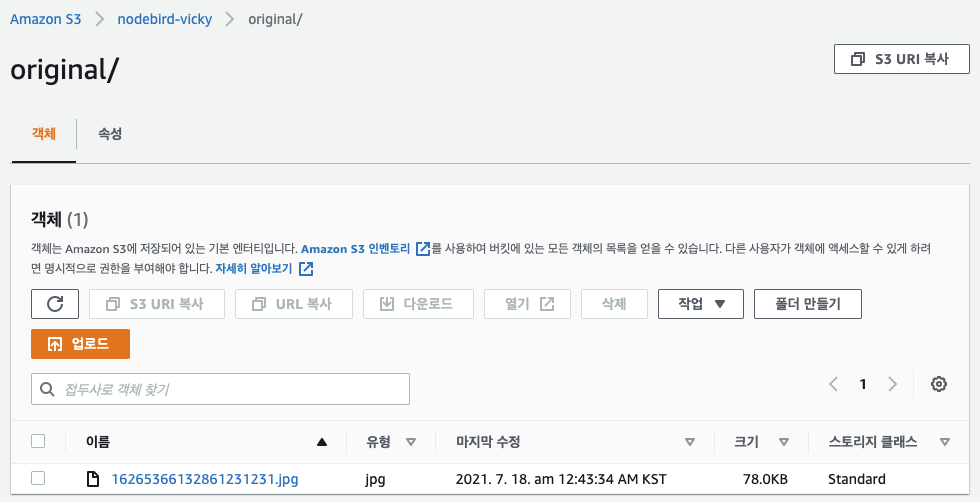 Amazon S3 > nodebird-vicky > original/
original/
S3 URI 복사
객체 속성
객체 (1)
객체는 Amazon S3에 저장되어 있는 기본 엔터티입니다. Amazon S3 인벤토리를 사용하여 버킷에 있는 모든 객체의 목록을 얻을 수 있습니다. 다른 사용자가 객체에 액세스할 수 있게 하려
면 명시적으로 권한을 부여해야 합니다. 자세히 알아보기
S3 URI 복사 URL 복사 다운로드 열기 삭제 작업 폴더 만들기
업로드
접두사로 객체 찾기 1
이름 유형 마지막 수정 크기 스토리지 클래스
16265366132861231231.jpg jpg 2021. 7. 18. am 12:43:34 AM KST 78.0KB Standard